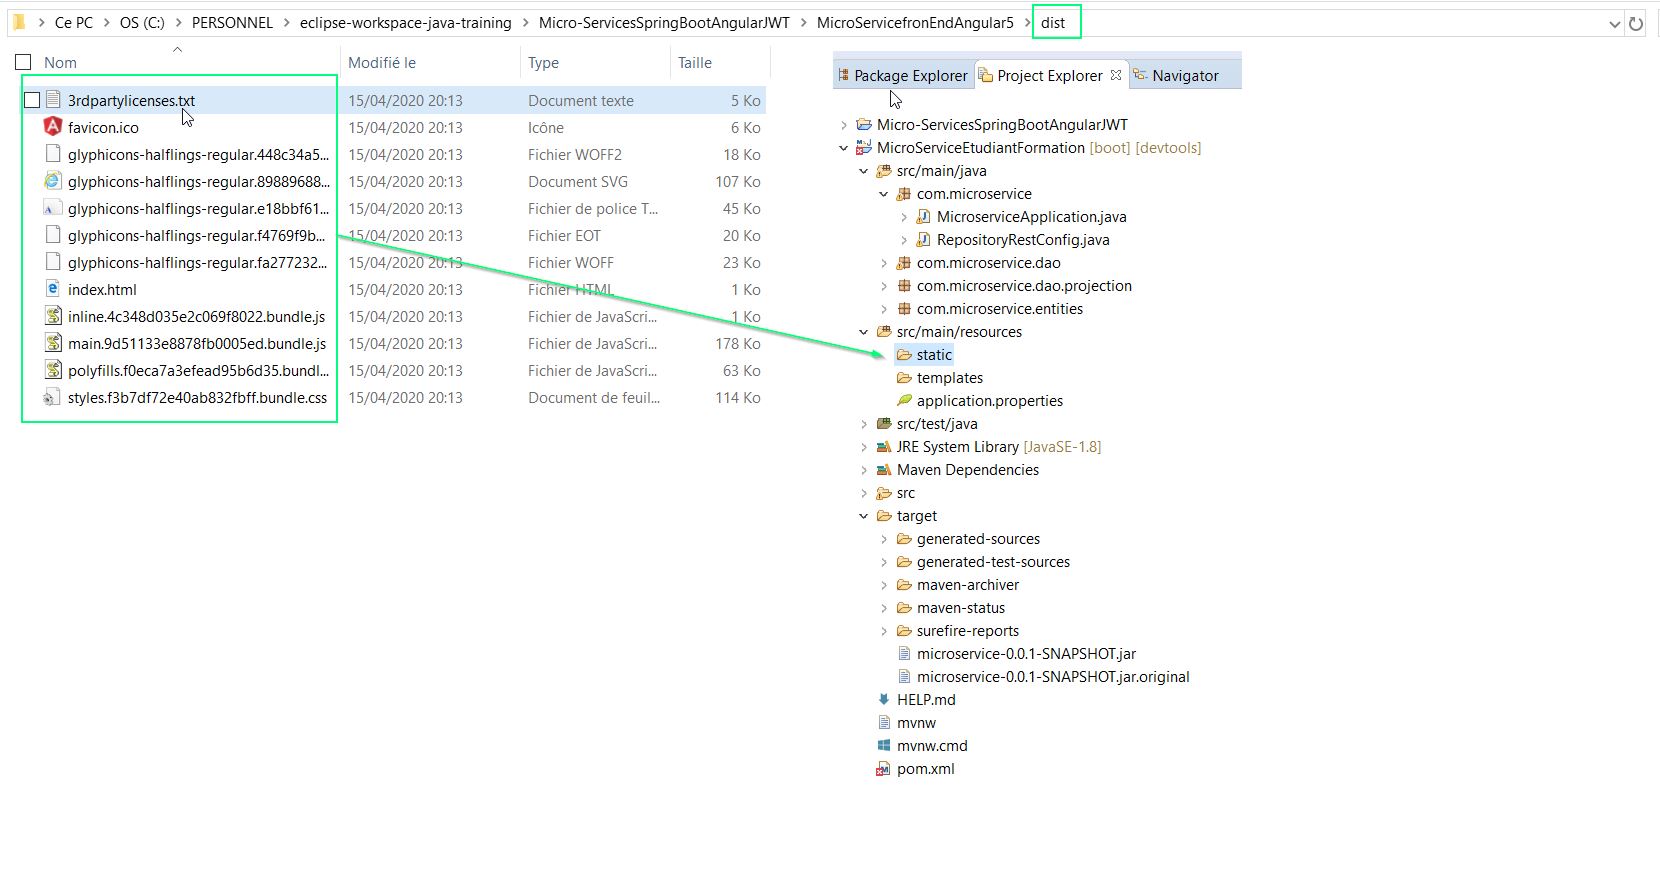 Ce PC > OS (C:) > PERSONNEL > eclipse-workspace-java-training > Micro-ServicesSpringBootAngularJWT > MicroServicefronEndAngular5 > dist
Nom Modifié le Type Taille
3rdpartylicenses.txt 15/04/2020 20:13 Document texte 5 Ko
favicon.ico 15/04/2020 20:13 Icône 6 Ko
glyphicons-halflings-regular.448c34a5... 15/04/2020 20:13 Fichier WOFF2 18 Ko
glyphicons-halflings-regular.89889688... 15/04/2020 20:13 Document SVG 107 Ko
glyphicons-halflings-regular.e18bbf61... 15/04/2020 20:13 Fichier de police T... 45 Ko
glyphicons-halflings-regular.f4769f9b... 15/04/2020 20:13 Fichier EOT 20 Ko
glyphicons-halflings-regular.fa277232... 15/04/2020 20:13 Fichier WOFF 23 Ko
index.html 15/04/2020 20:13 Fichier HTML 1 Ko
inline.4c348d035e2c069f8022.bundle.js 15/04/2020 20:13 Fichier de JavaScri... 1 Ko
main.9d51133e8878fb0005ed.bundle.js 15/04/2020 20:13 Fichier de JavaScri... 178 Ko
polyfills.f0eca7a3efead95b6d35.bundl... 15/04/2020 20:13 Fichier de JavaScri... 63 Ko
styles.f3b7df72e40ab832fbff.bundle.css 15/04/2020 20:13 Document de feuil... 114 Ko
Package Explorer Project Explorer Navigator
Micro-ServicesSpringBootAngularJWT
MicroServiceEtudiantFormation [boot] [devtools]
src/main/java
com.microservice
MicroserviceApplication.java
RepositoryRestConfig.java
com.microservice.dao
com.microservice.dao.projection
com.microservice.entities
src/main/resources
static
templates
application.properties
src/test/java
JRE System Library [JavaSE-1.8]
Maven Dependencies
src
target
generated-sources
generated-test-sources
maven-archiver
maven-status
surefire-reports
microservice-0.0.1-SNAPSHOT.jar
microservice-0.0.1-SNAPSHOT.jar.original
HELP.md
mvnw
mvnw.cmd
pom.xml